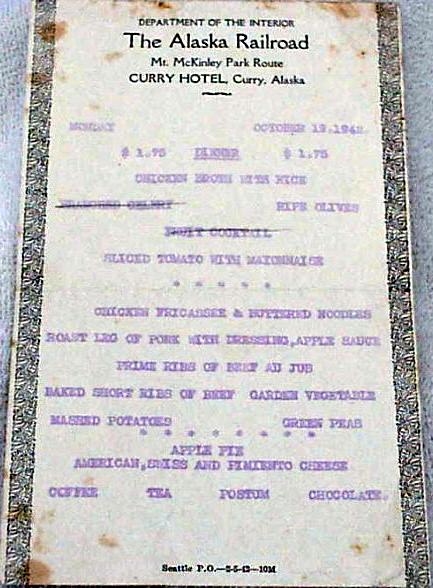 DEPARTMENT OF THE INTERIOR
The Alaska Railroad
Mt. McKinley Park Route
CURRY HOTEL, Curry, Alaska
MONDAY OCTOBER 19.1942.
$ 1.75 DINNER $ 1.75
CHICKEN BROTH WITH RICE
BRANCHED CELERY RIPE OLIVES
FRUIT COCKTAIL
SLICED TOMATO WITH MAYONNAISE
* * * * *
CHICKEN FRICASSEE & BUTTERED NOODLES
ROAST LEG OF PORK WITH DRESSING,APPLE SAUCE
PRIME RIBS OF BEEF AU JUS
BAKED SHORT RIBS OF BEEF GARDEN VEGETABLE
MASHED POTATOES GREEN PEAS
* * * * * * *
APPLE PIE
AMERICAN,SWISS AND PIMIENTO CHEESE
COFFEE TEA POSTUM CHOCOLATE.
Seattle P.O.—5-5-42—10M